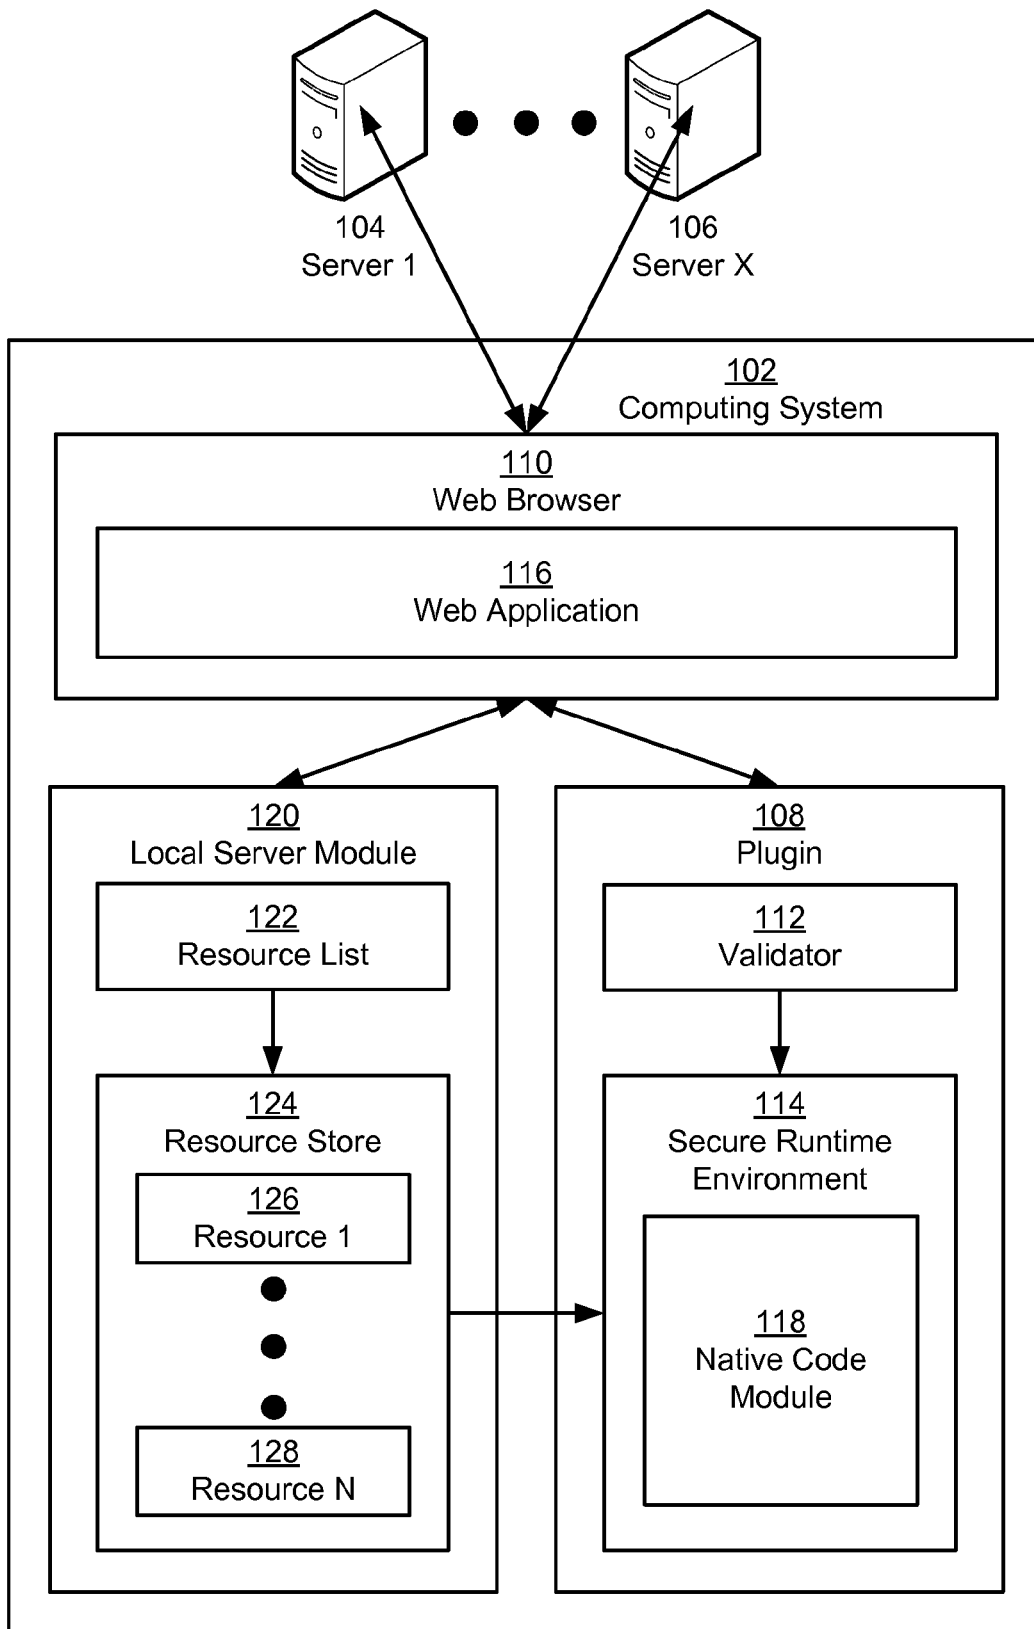 104
Server 1
106
Server X
102
Computing System
110
Web Browser
116
Web Application
120
Local Server Module
122
Resource List
124
Resource Store
126
Resource 1
128
Resource N
108
Plugin
112
Validator
114
Secure Runtime
Environment
118
Native Code
Module